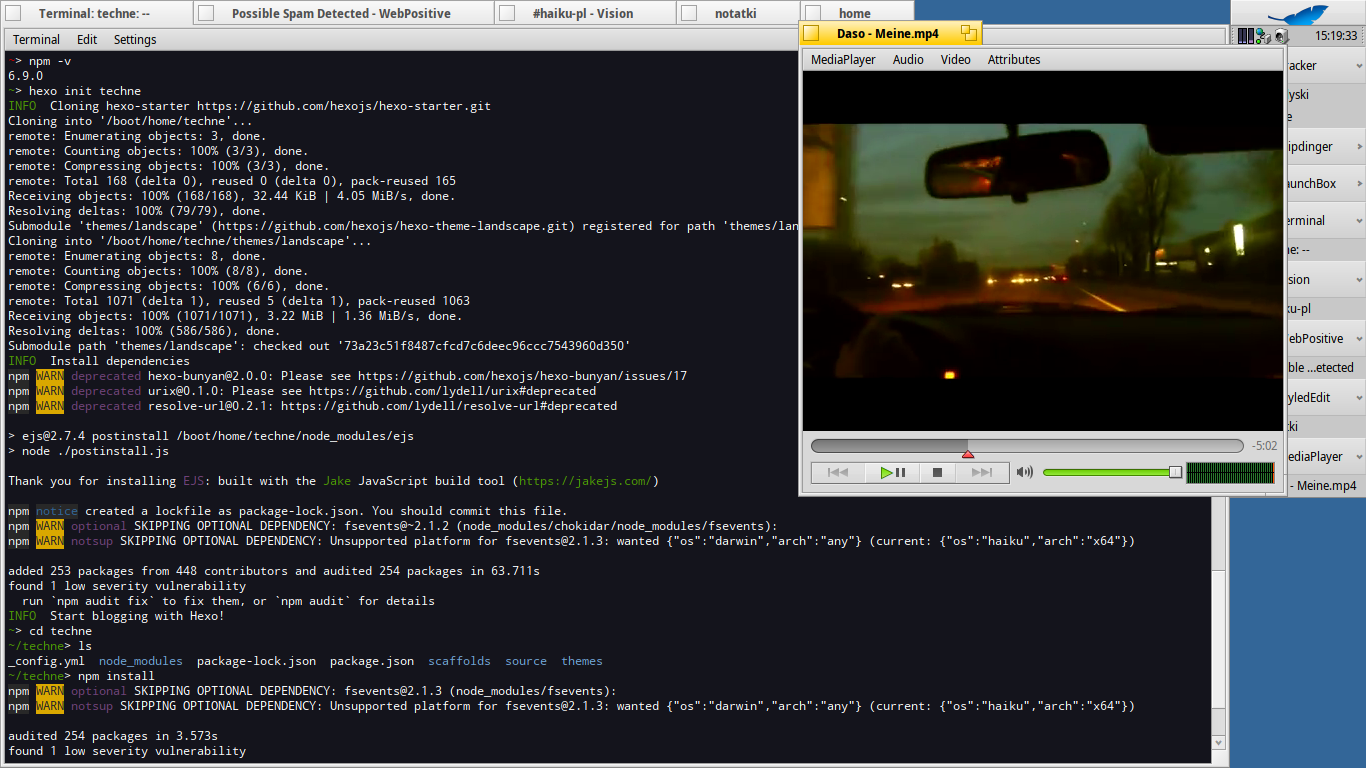 Terminal: techne: --
Possible Spam Detected - WebPositive
#haiku-pl - Vision
notatki
home
Terminal Edit Settings
~> npm -v
6.9.0
~> hexo init techne
INFO  Cloning hexo-starter https://github.com/hexojs/hexo-starter.git
Cloning into '/boot/home/techne'...
remote: Enumerating objects: 3, done.
remote: Counting objects: 100% (3/3), done.
remote: Compressing objects: 100% (3/3), done.
remote: Total 168 (delta 0), reused 0 (delta 0), pack-reused 165
Receiving objects: 100% (168/168), 32.44 KiB | 4.05 MiB/s, done.
Resolving deltas: 100% (79/79), done.
Submodule 'themes/landscape' (https://github.com/hexojs/hexo-theme-landscape.git) registered for path 'themes/lan
Cloning into '/boot/home/techne/themes/landscape'...
remote: Enumerating objects: 8, done.
remote: Counting objects: 100% (8/8), done.
remote: Compressing objects: 100% (6/6), done.
remote: Total 1071 (delta 1), reused 5 (delta 1), pack-reused 1063
Receiving objects: 100% (1071/1071), 3.22 MiB | 1.36 MiB/s, done.
Resolving deltas: 100% (586/586), done.
Submodule path 'themes/landscape': checked out '73a23c51f8487cfcd7c6deec96ccc7543960d350'
INFO  Install dependencies
npm WARN deprecated hexo-bunyan@2.0.0: Please see https://github.com/hexojs/hexo-bunyan/issues/17
npm WARN deprecated urix@0.1.0: Please see https://github.com/lydell/urix#deprecated
npm WARN deprecated resolve-url@0.2.1: https://github.com/lydell/resolve-url#deprecated
> ejs@2.7.4 postinstall /boot/home/techne/node_modules/ejs
> node ./postinstall.js
Thank you for installing EJS: built with the Jake JavaScript build tool (https://jakejs.com/)
npm notice created a lockfile as package-lock.json. You should commit this file.
npm WARN optional SKIPPING OPTIONAL DEPENDENCY: fsevents@~2.1.2 (node_modules/chokidar/node_modules/fsevents):
npm WARN notsup SKIPPING OPTIONAL DEPENDENCY: Unsupported platform for fsevents@2.1.3: wanted {"os":"darwin","arch":"any"} (current: {"os":"haiku","arch":"x64"})
added 253 packages from 448 contributors and audited 254 packages in 63.711s
found 1 low severity vulnerability
  run `npm audit fix` to fix them, or `npm audit` for details
INFO  Start blogging with Hexo!
~> cd techne
~/techne> ls
_config.yml  node_modules  package-lock.json  package.json  scaffolds  source  themes
~/techne> npm install
npm WARN optional SKIPPING OPTIONAL DEPENDENCY: fsevents@2.1.3 (node_modules/fsevents):
npm WARN notsup SKIPPING OPTIONAL DEPENDENCY: Unsupported platform for fsevents@2.1.3: wanted {"os":"darwin","arch":"any"} (current: {"os":"haiku","arch":"x64"})
audited 254 packages in 3.573s
found 1 low severity vulnerability
Daso - Meine.mp4
MediaPlayer Audio Video Attributes
-5:02
15:19:33
racker
yski
e
ipdinger
aunchBox
erminal
ne: --
ision
ku-pl
ebPositive
ble ...etected
yledEdit
tki
ediaPlayer
- Meine.mp4